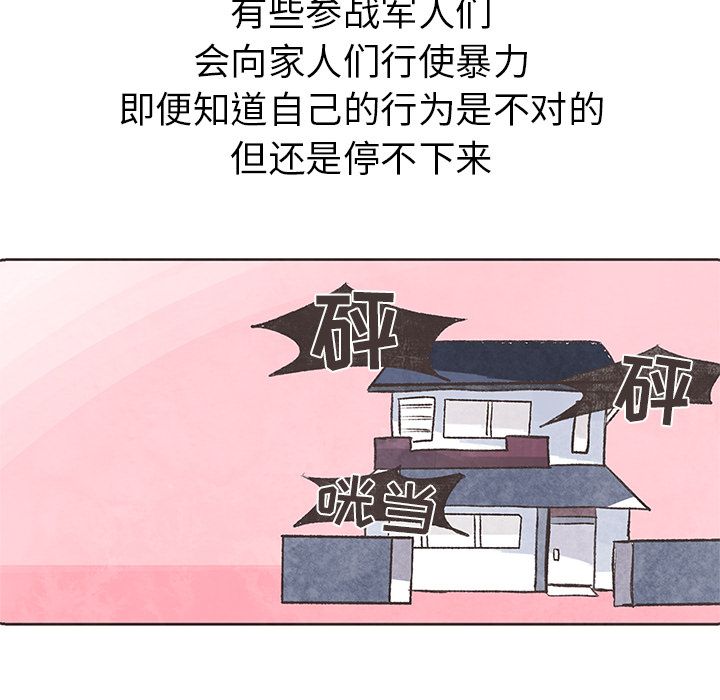 有些参战军人们
会向家人们行使暴力
即便知道自己的行为是不对的
但还是停不下来
砰
砰
咣当